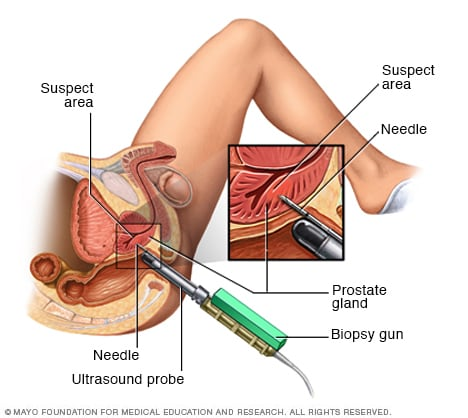 Suspect
area
Suspect
area
Needle
Prostate
gland
Biopsy gun
Needle
Ultrasound probe
© MAYO FOUNDATION FOR MEDICAL EDUCATION AND RESEARCH. ALL RIGHTS RESERVED.